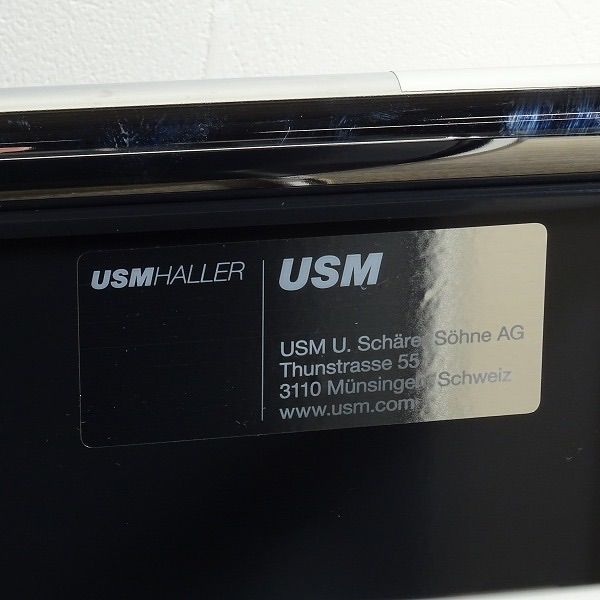 USMHALLER
USM
USM U. Schärer Söhne AG
Thunstrasse 55
3110 Münsingen, Schweiz
www.usm.com